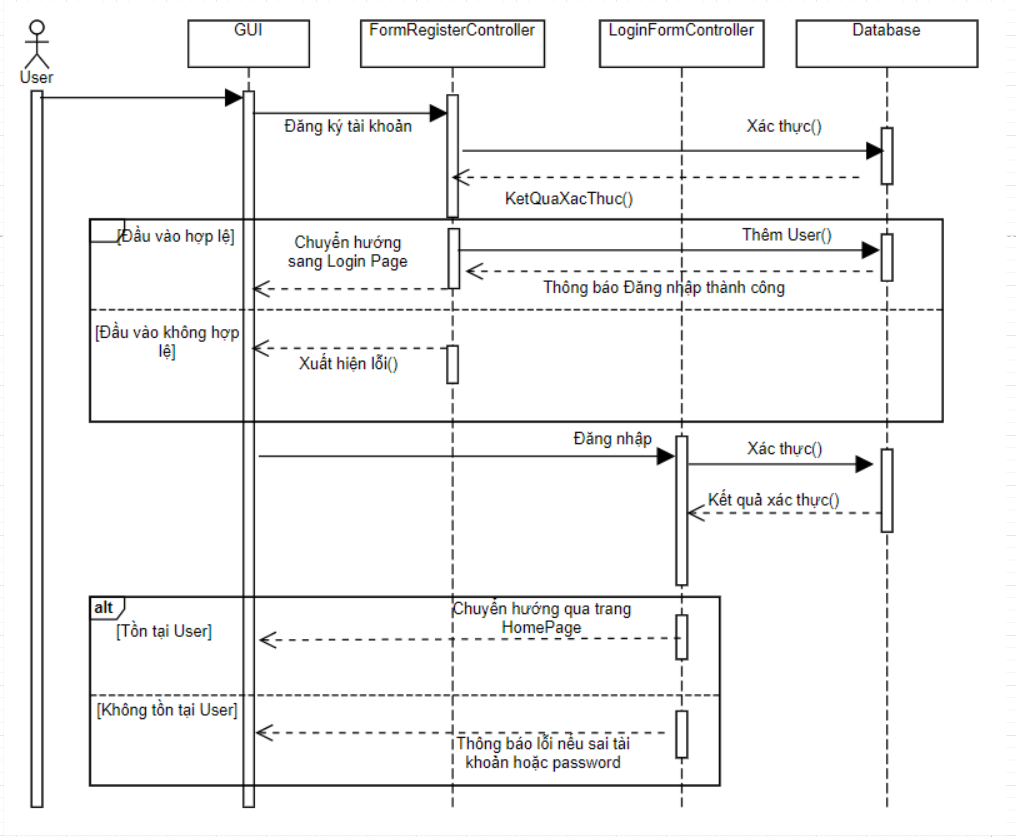 User
GUI
FormRegisterController
LoginFormController
Database
Đăng ký tài khoản
Xác thực()
KetQuaXacThuc()
[Đầu vào hợp lệ]
Chuyển hướng
sang Login Page
Thêm User()
Thông báo Đăng nhập thành công
[Đầu vào không hợp
lệ]
Xuất hiện lỗi()
Đăng nhập
Xác thực()
Kết quả xác thực()
alt
[Tồn tại User]
Chuyển hướng qua trang
HomePage
[Không tồn tại User]
Thông báo lỗi nếu sai tài
khoản hoặc password